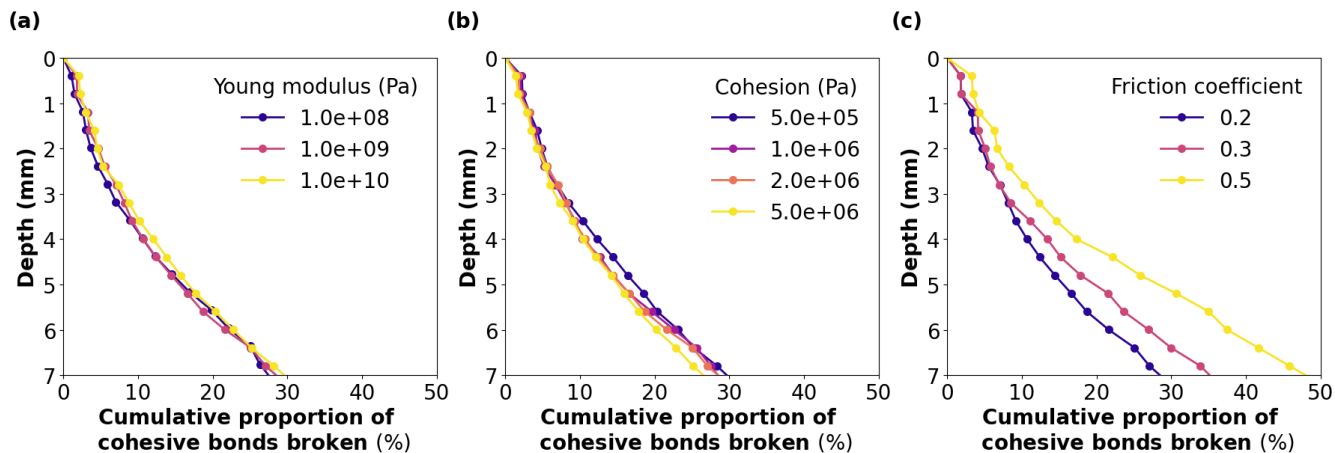 (a)
0
1
2
3
4
5
6
7
Depth (mm)
Young modulus (Pa)
1.0e+08
1.0e+09
1.0e+10
0 10 20 30 40 50
Cumulative proportion of
cohesive bonds broken (%)
(b)
0
1
2
3
4
5
6
7
Depth (mm)
Cohesion (Pa)
5.0e+05
1.0e+06
2.0e+06
5.0e+06
0 10 20 30 40 50
Cumulative proportion of
cohesive bonds broken (%)
(c)
0
1
2
3
4
5
6
7
Depth (mm)
Friction coefficient
0.2
0.3
0.5
0 10 20 30 40 50
Cumulative proportion of
cohesive bonds broken (%)